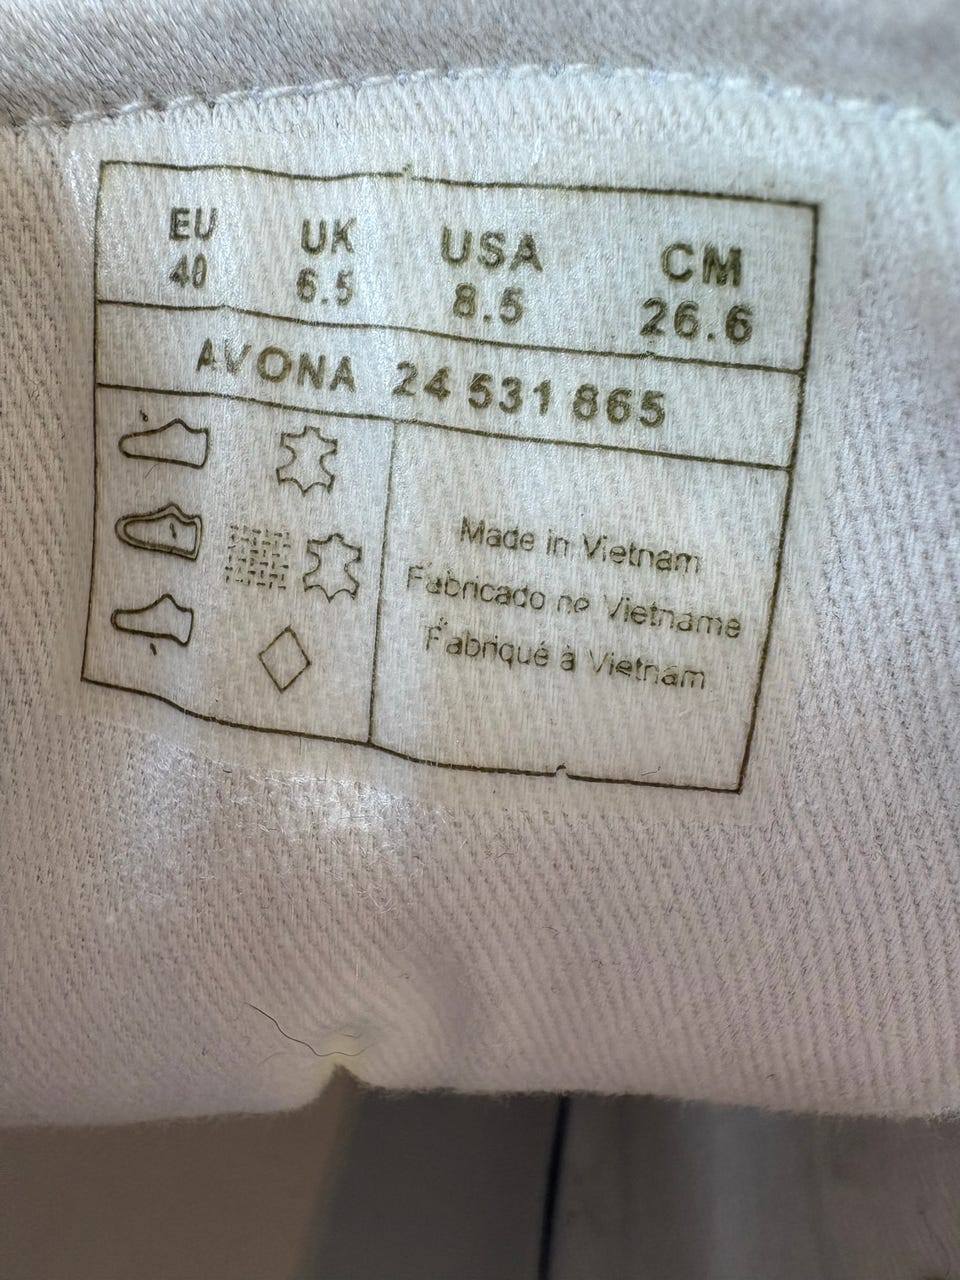 EU UK USA CM
40 6.5 8.5 26.6
AVONA 24 531 865
Made in Vietnam
Fabricado no Vietname
Fabriqué à Vietnam